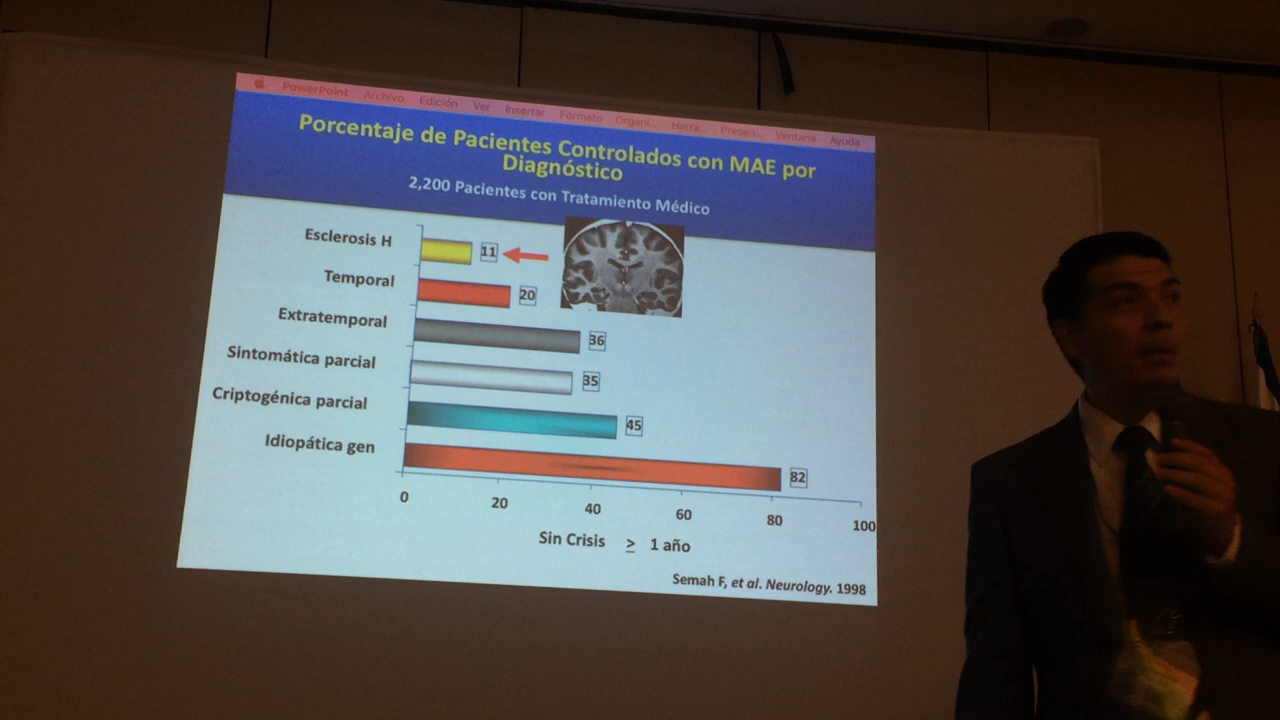 PowerPoint Archivo Edición Ver Insertar Formato Organi... Herra... Presen... Ventana Ayuda
Porcentaje de Pacientes Controlados con MAE por
Diagnóstico
2,200 Pacientes con Tratamiento Médico
Esclerosis H 11
Temporal 20
Extratemporal 36
Sintomática parcial 35
Criptogénica parcial 45
Idiopática gen 82
0 20 40 60 80 100
Sin Crisis ≥ 1 año
Semah F, et al. Neurology. 1998